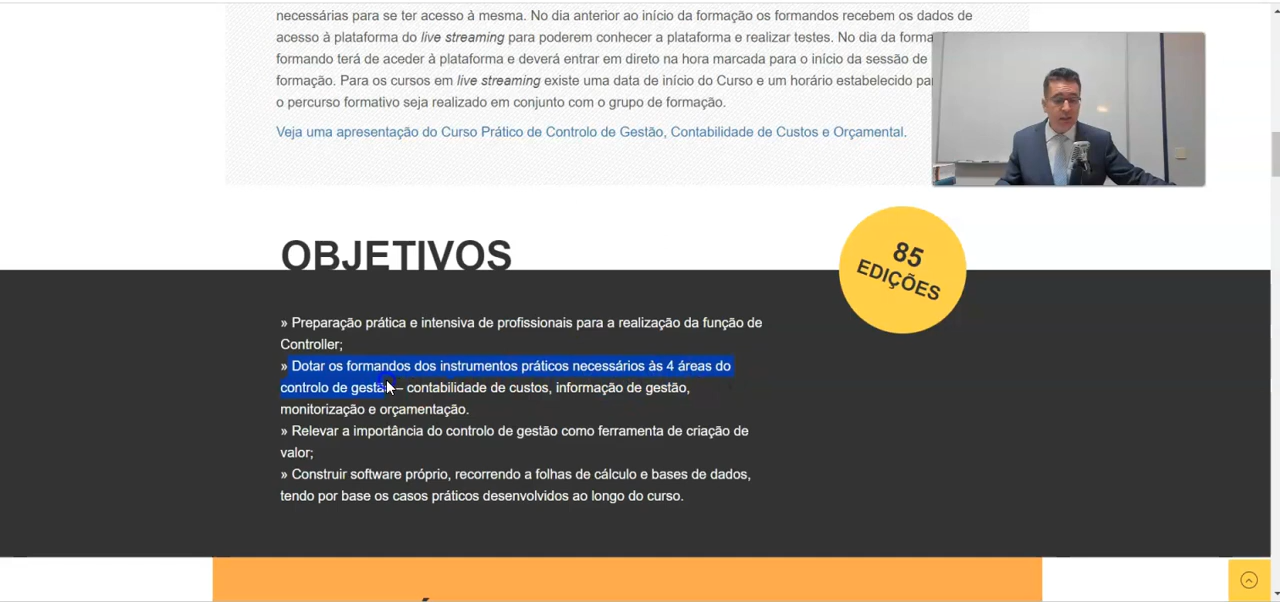 necessárias para se ter acesso à mesma. No dia anterior ao início da formação os formandos recebem os dados de
acesso à plataforma do live streaming para poderem conhecer a plataforma e realizar testes. No dia da forma
formando terá de aceder à plataforma e deverá entrar em direto na hora marcada para o início da sessão de
formação. Para os cursos em live streaming existe uma data de início do Curso e um horário estabelecido
o percurso formativo seja realizado em conjunto com o grupo de formação.
Veja uma apresentação do Curso Prático de Controlo de Gestão, Contabilidade de Custos e Orçamental.
OBJETIVOS
85
EDIÇÕES
» Preparação prática e intensiva de profissionais para a realização da função de
Controller;
» Dotar os formandos dos instrumentos práticos necessários às 4 áreas do
controlo de gestão – contabilidade de custos, informação de gestão,
monitorização e orçamentação.
» Relevar a importância do controlo de gestão como ferramenta de criação de
valor;
» Construir software próprio, recorrendo a folhas de cálculo e bases de dados,
tendo por base os casos práticos desenvolvidos ao longo do curso.